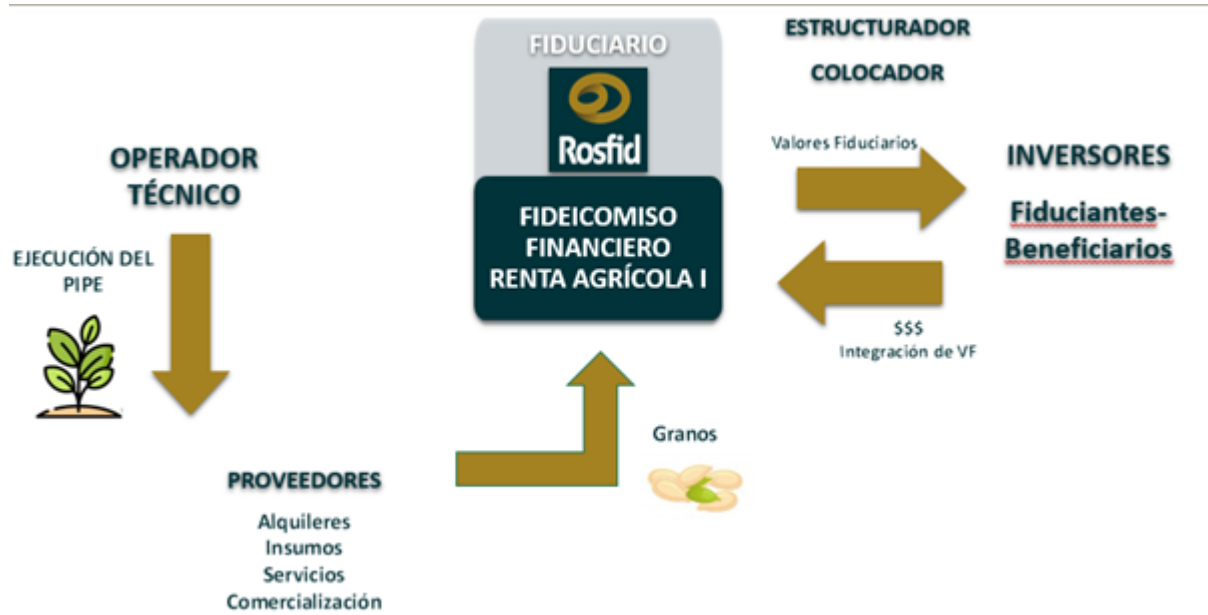 FIDUCIARIO
Rosfid
FIDEICOMISO
FINANCIERO
RENTA AGRÍCOLA I
ESTRUCTURADOR
COLOCADOR
Valores Fiduciarios
INVERSORES
Fiduciantes-
Beneficiarios
$$$
Integración de VF
OPERADOR
TÉCNICO
EJECUCIÓN DEL
PIPE
Granos
PROVEEDORES
Alquileres
Insumos
Servicios
Comercialización